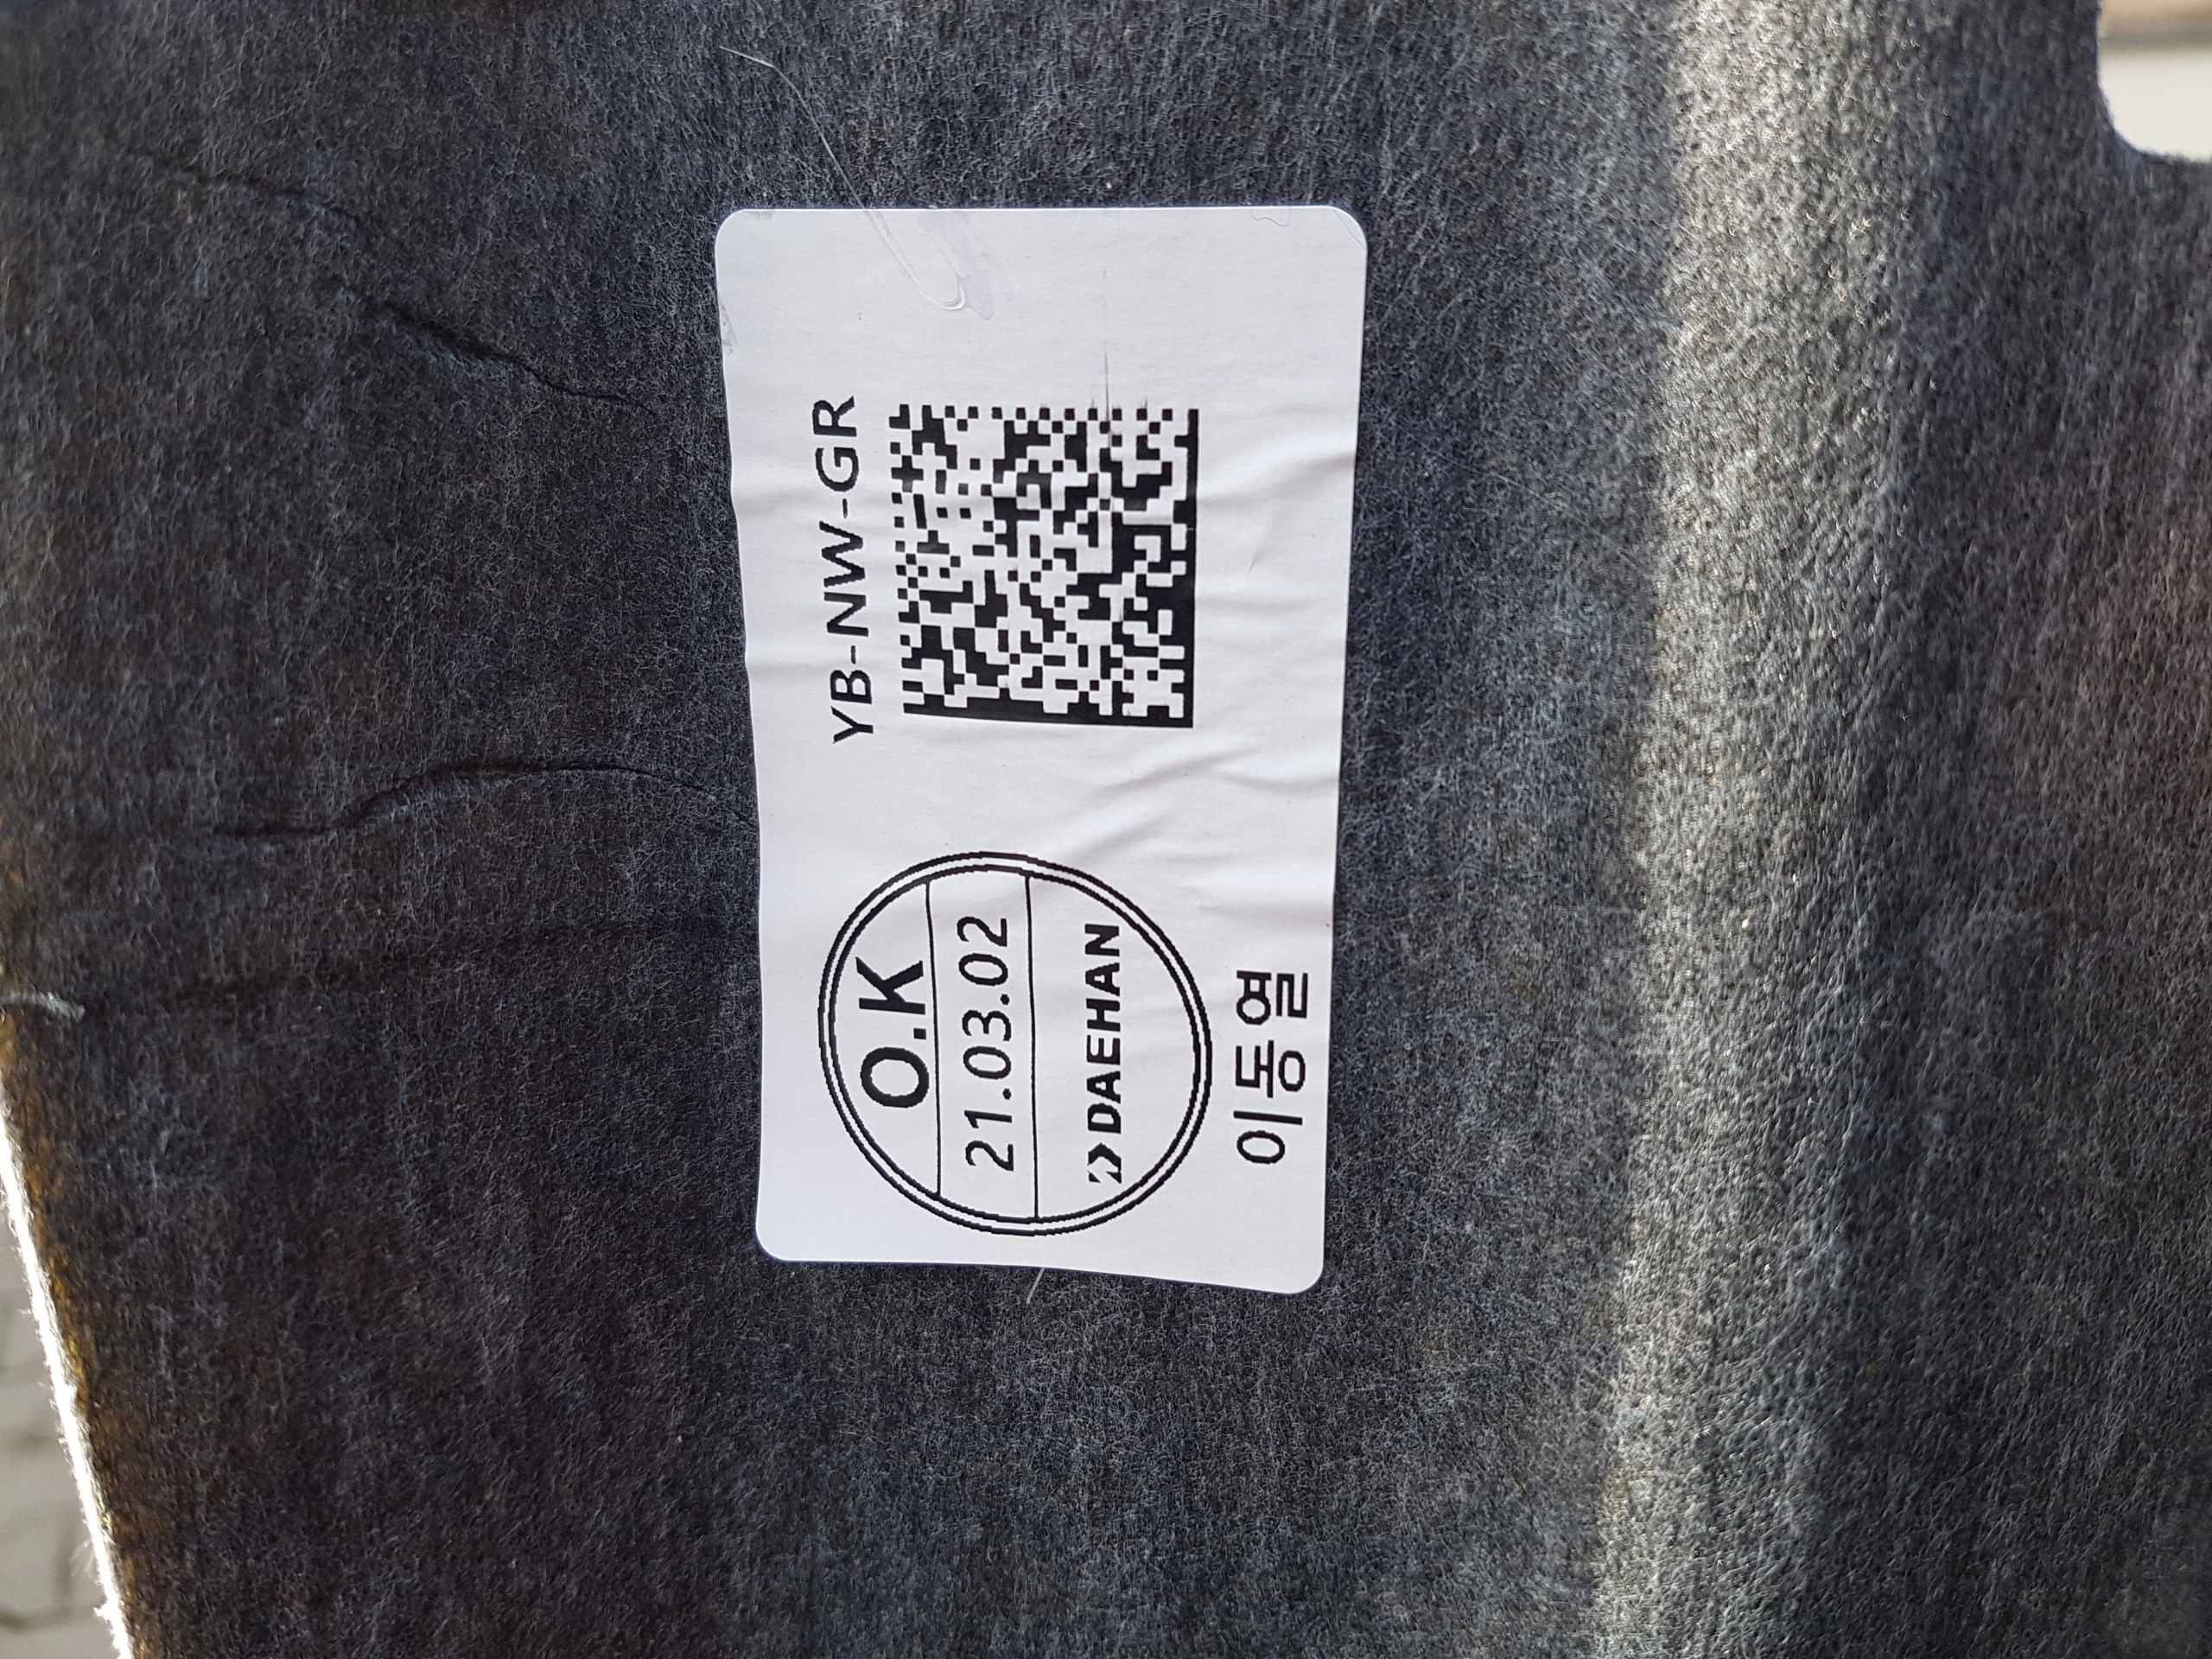 YB-NW-GR
O.K
21.03.02
DAEHAN
이동열